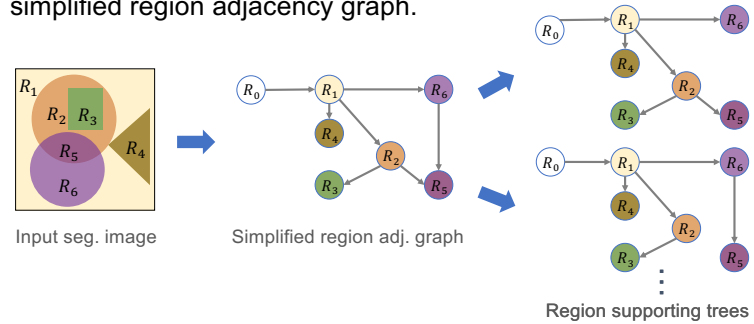 simplified region adjacency graph.
R1
R2
R3
R4
R5
R6
Input seg. image
R0
R1
R6
R4
R2
R3
R5
Simplified region adj. graph
R0
R1
R6
R4
R2
R3
R5
R0
R1
R6
R4
R2
R3
R5
Region supporting trees